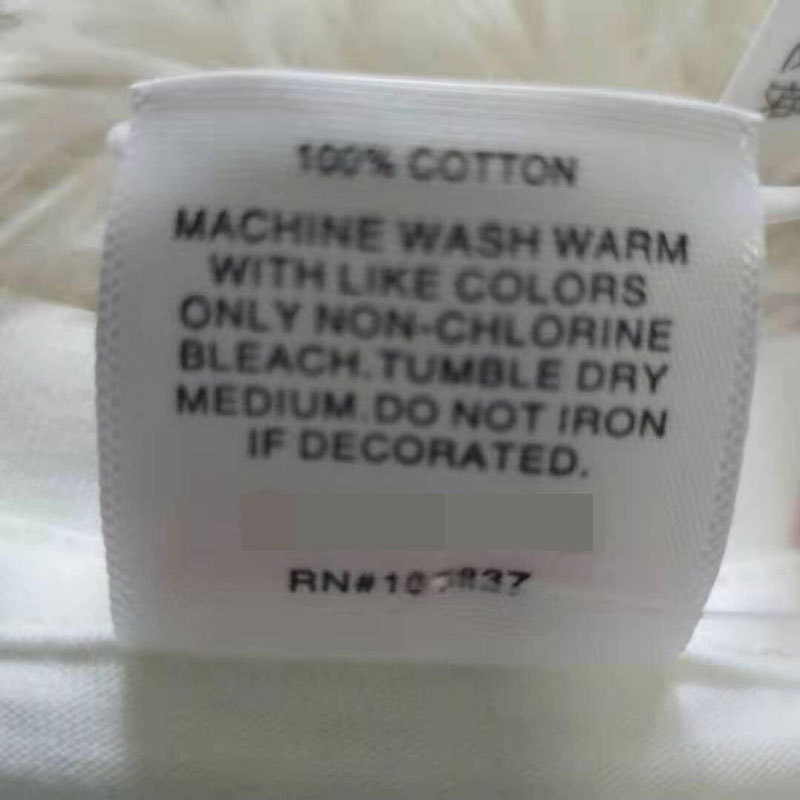 100% COTTON
MACHINE WASH WARM
WITH LIKE COLORS
ONLY NON-CHLORINE
BLEACH.TUMBLE DRY
MEDIUM.DO NOT IRON
IF DECORATED.